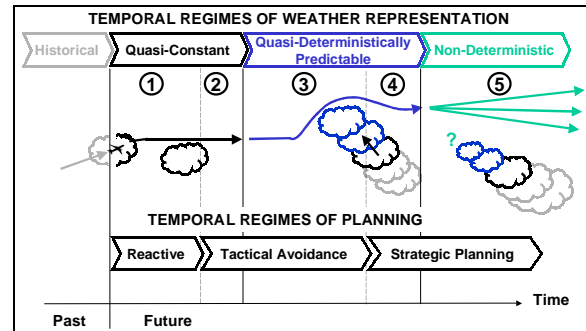 TEMPORAL REGIMES OF WEATHER REPRESENTATION
Historical
Quasi-Constant
Quasi-Deterministically
Predictable
Non-Deterministic
1
2
3
4
5
?
TEMPORAL REGIMES OF PLANNING
Reactive
Tactical Avoidance
Strategic Planning
Time
Past
Future